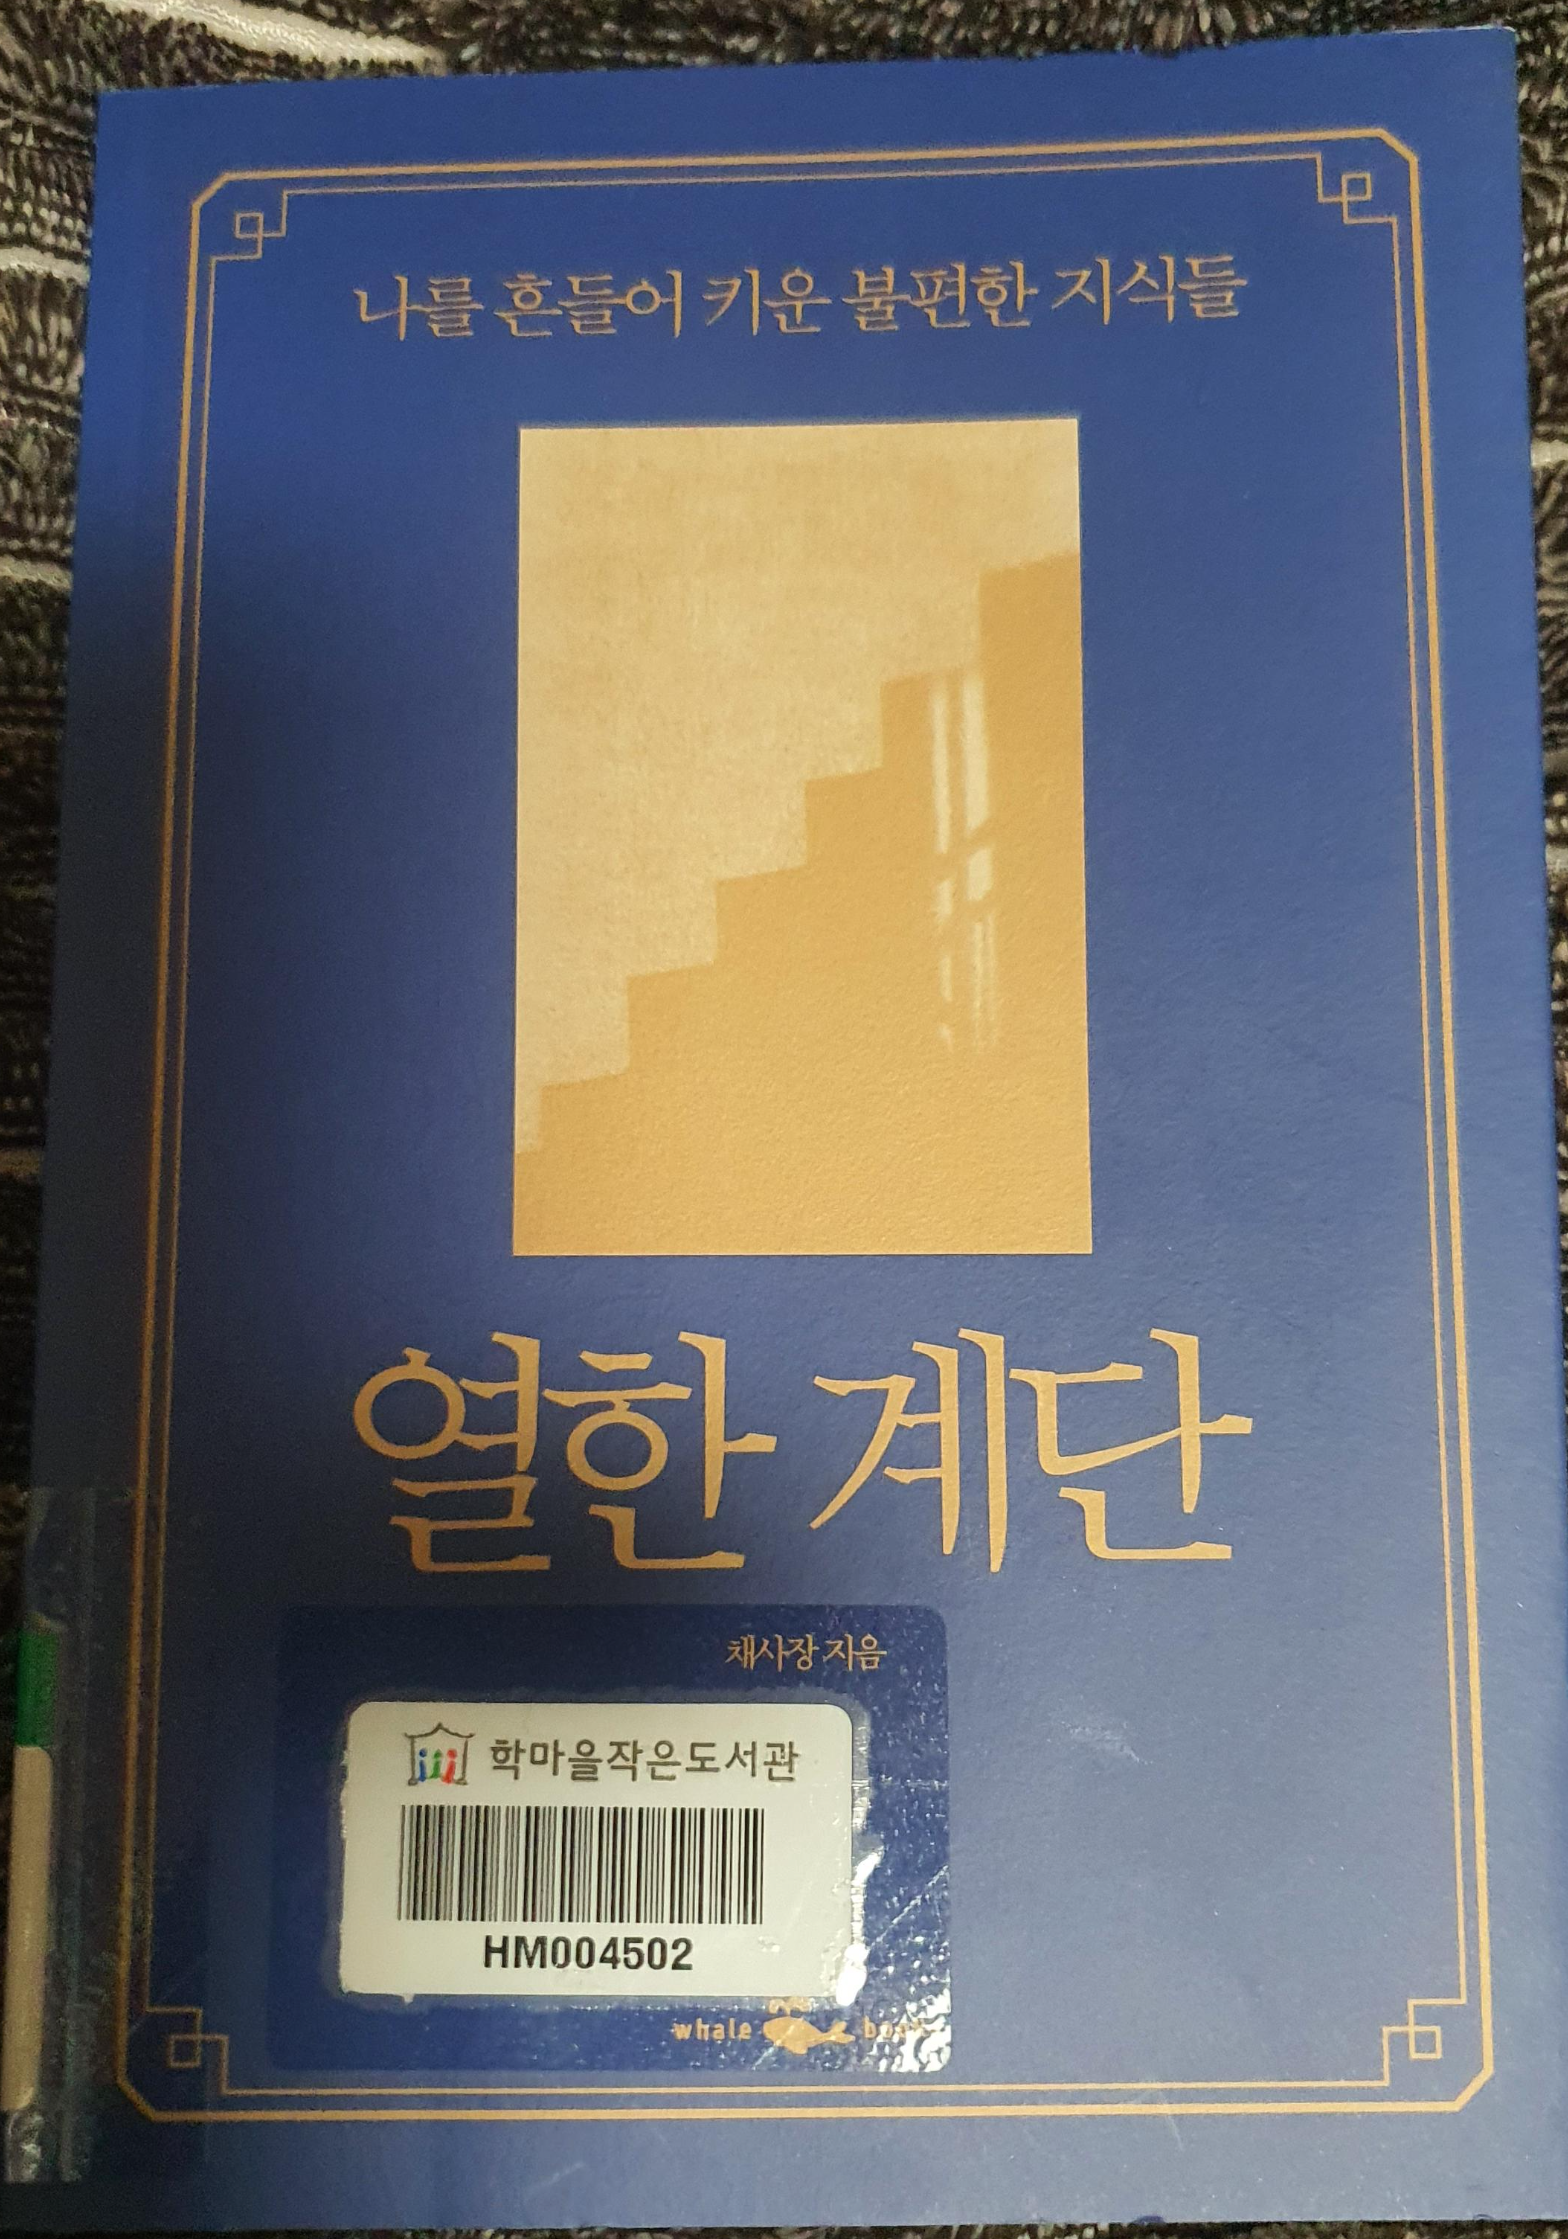 나를 흔들어 키운 불편한 지식들
열한 계단
채사장 지음
학마을작은도서관
HM004502
whale books